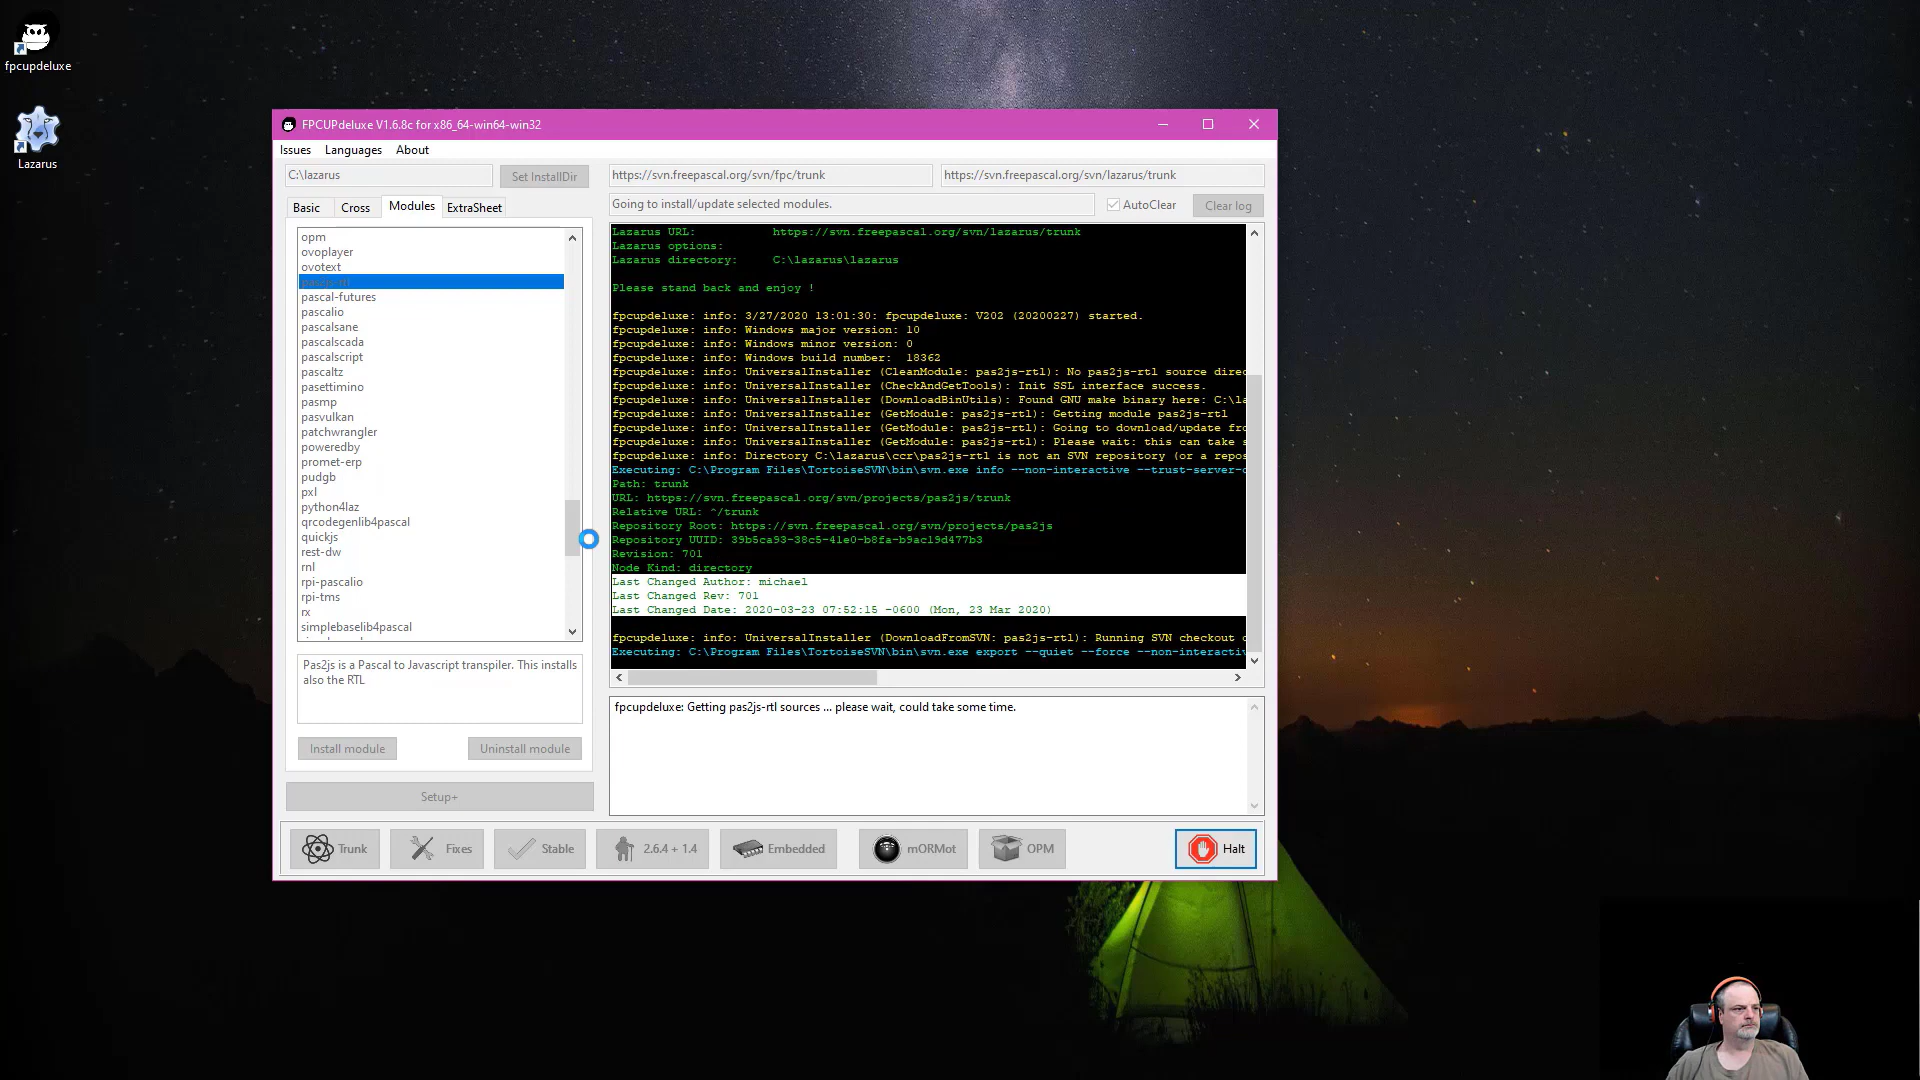 fpcupdeluxe
Lazarus
FPCUPdeluxe V1.6.8c for x86_64-win64-win32
Issues Languages About
C:\lazarus
Set InstallDir
https://svn.freepascal.org/svn/fpc/trunk
https://svn.freepascal.org/svn/lazarus/trunk
Basic Cross Modules ExtraSheet
Going to install/update selected modules.
AutoClear
Clear log
opm
ovoplayer
ovotext
pascal-futures
pascalio
pascalsane
pascalscada
pascalscript
pascaltz
pasettimino
pasmp
pasvulkan
patchwrangler
poweredby
promet-erp
pudgb
pxl
python4laz
qrcodegenlib4pascal
quickjs
rest-dw
rnl
rpi-pascalio
rpi-tms
rx
simplebaselib4pascal
Pas2js is a Pascal to Javascript transpiler. This installs
also the RTL
Install module
Uninstall module
Setup+
Lazarus URL: https://svn.freepascal.org/svn/lazarus/trunk
Lazarus options:
Lazarus directory: C:\lazarus\lazarus
Please stand back and enjoy !
fpcupdeluxe: info: 3/27/2020 13:01:30: fpcupdeluxe: V202 (20200227) started.
fpcupdeluxe: info: Windows major version: 10
fpcupdeluxe: info: Windows minor version: 0
fpcupdeluxe: info: Windows build number: 18362
fpcupdeluxe: info: UniversalInstaller (CleanModule: pas2js-rtl): No pas2js-rtl source direc
fpcupdeluxe: info: UniversalInstaller (CheckAndGetTools): Init SSL interface success.
fpcupdeluxe: info: UniversalInstaller (DownloadBinUtils): Found GNU make binary here: C:\la
fpcupdeluxe: info: UniversalInstaller (GetModule: pas2js-rtl): Getting module pas2js-rtl
fpcupdeluxe: info: UniversalInstaller (GetModule: pas2js-rtl): Going to download/update fro
fpcupdeluxe: info: UniversalInstaller (GetModule: pas2js-rtl): Please wait: this can take s
fpcupdeluxe: info: Directory C:\lazarus\ccr\pas2js-rtl is not an SVN repository (or a repos
Executing: C:\Program Files\TortoiseSVN\bin\svn.exe info --non-interactive --trust-server-c
Path: trunk
URL: https://svn.freepascal.org/svn/projects/pas2js/trunk
Relative URL: ^/trunk
Repository Root: https://svn.freepascal.org/svn/projects/pas2js
Repository UUID: 39b5ca93-38c5-41e0-b8fa-b9ac19d477b3
Revision: 701
Node Kind: directory
Last Changed Author: michael
Last Changed Rev: 701
Last Changed Date: 2020-03-23 07:52:15 -0600 (Mon, 23 Mar 2020)
fpcupdeluxe: info: UniversalInstaller (DownloadFromSVN: pas2js-rtl): Running SVN checkout o
Executing: C:\Program Files\TortoiseSVN\bin\svn.exe export --quiet --force --non-interactiv
fpcupdeluxe: Getting pas2js-rtl sources ... please wait, could take some time.
Trunk
Fixes
Stable
2.6.4 + 1.4
Embedded
mORMot
OPM
Halt